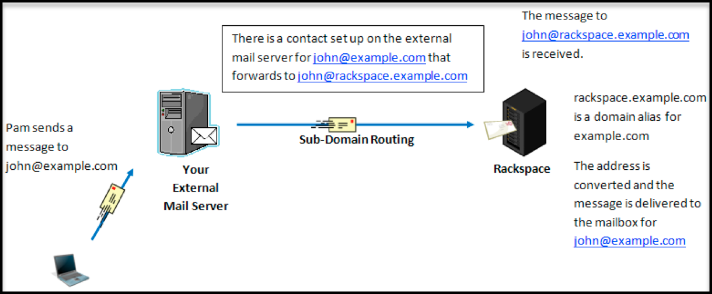 Pam sends a
message to
john@example.com
Your
External
Mail Server
There is a contact set up on the external
mail server for john@example.com that
forwards to john@rackspace.example.com
Sub-Domain Routing
Rackspace
The message to
john@rackspace.example.com
is received.
rackspace.example.com
is a domain alias for
example.com
The address is
converted and the
message is delivered to
the mailbox for
john@example.com